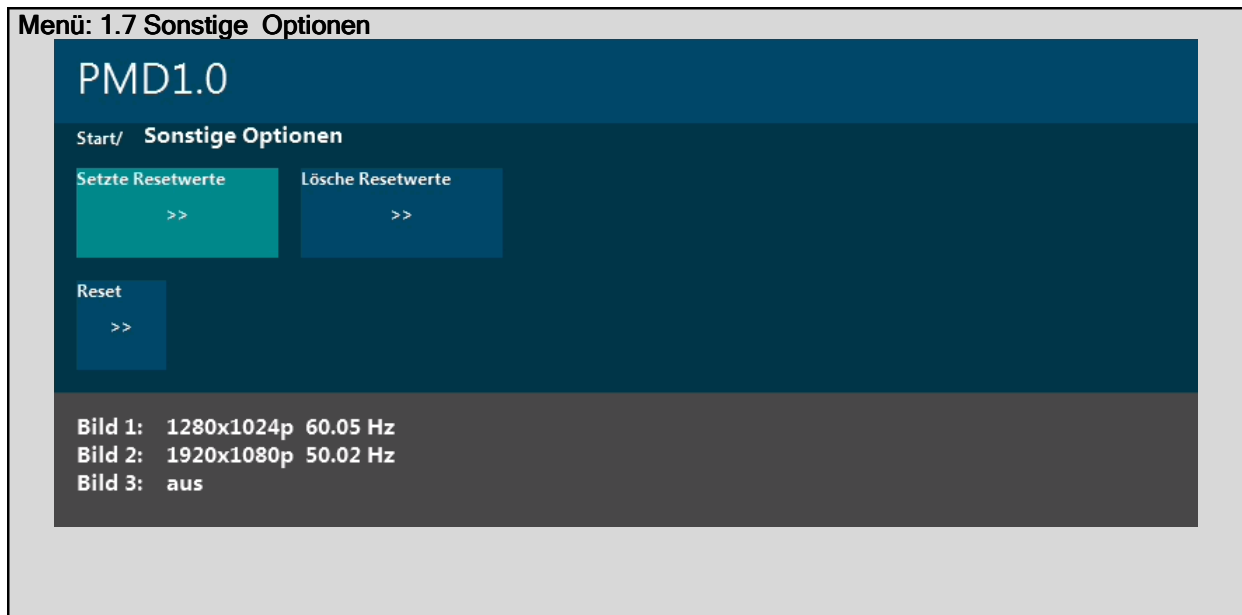 Menü: 1.7 Sonstige Optionen
PMD1.0
Start/ Sonstige Optionen
Setzte Resetwerte
>>
Lösche Resetwerte
>>
Reset
>>
Bild 1: 1280x1024p 60.05 Hz
Bild 2: 1920x1080p 50.02 Hz
Bild 3: aus